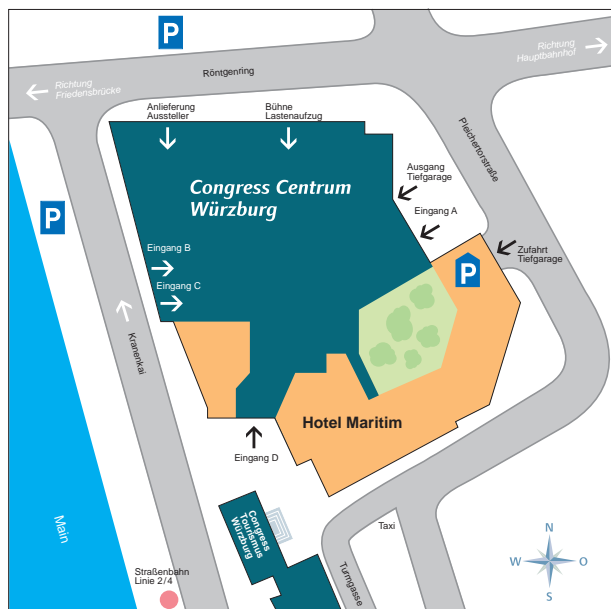 P
Richtung
Hauptbahnhof
Röntgenring
Richtung
Friedensbrücke
Anlieferung
Aussteller
Bühne
Lastenaufzug
Pleichertorstraße
Congress Centrum
Würzburg
Ausgang
Tiefgarage
Eingang A
P
Eingang B
Zufahrt
Tiefgarage
P
Eingang C
Kranenkai
Hotel Maritim
Eingang D
Congress
Tourismus
Würzburg
Main
Taxi
N
W
O
S
Turmgasse
Straßenbahn
Linie 2/4